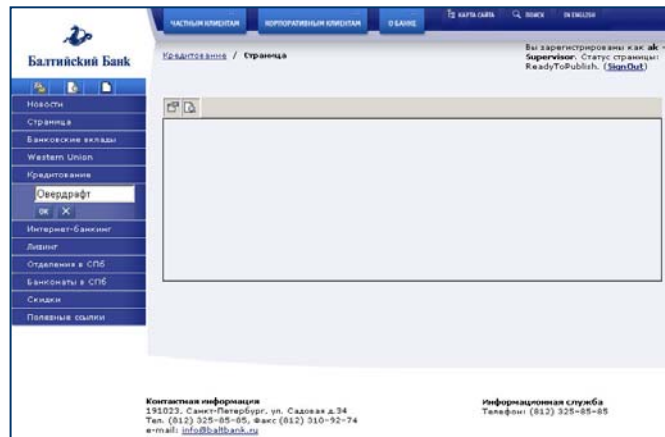 ЧАСТНЫМ КЛИЕНТАМ
КОРПОРАТИВНЫМ КЛИЕНТАМ
О БАНКЕ
КАРТА САЙТА
ПОИСК
IN ENGLISH
Балтийский Банк
Кредитование / Страница
Вы зарегистрированы как ak -
Supervisor. Статус страницы:
ReadyToPublish. (SignOut)
Новости
Страница
Банковские вклады
Western Union
Кредитование
Овердрафт
OK
Интернет-банкинг
Лизинг
Отделения в СПб
Банкоматы в СПб
Скидки
Полезные ссылки
Контактная информация
191023, Санкт-Петербург, ул. Садовая д.34
Тел. (812) 325-85-85, Факс (812) 310-92-74
e-mail: info@baltbank.ru
Информационная служба
Телефон: (812) 325-85-85